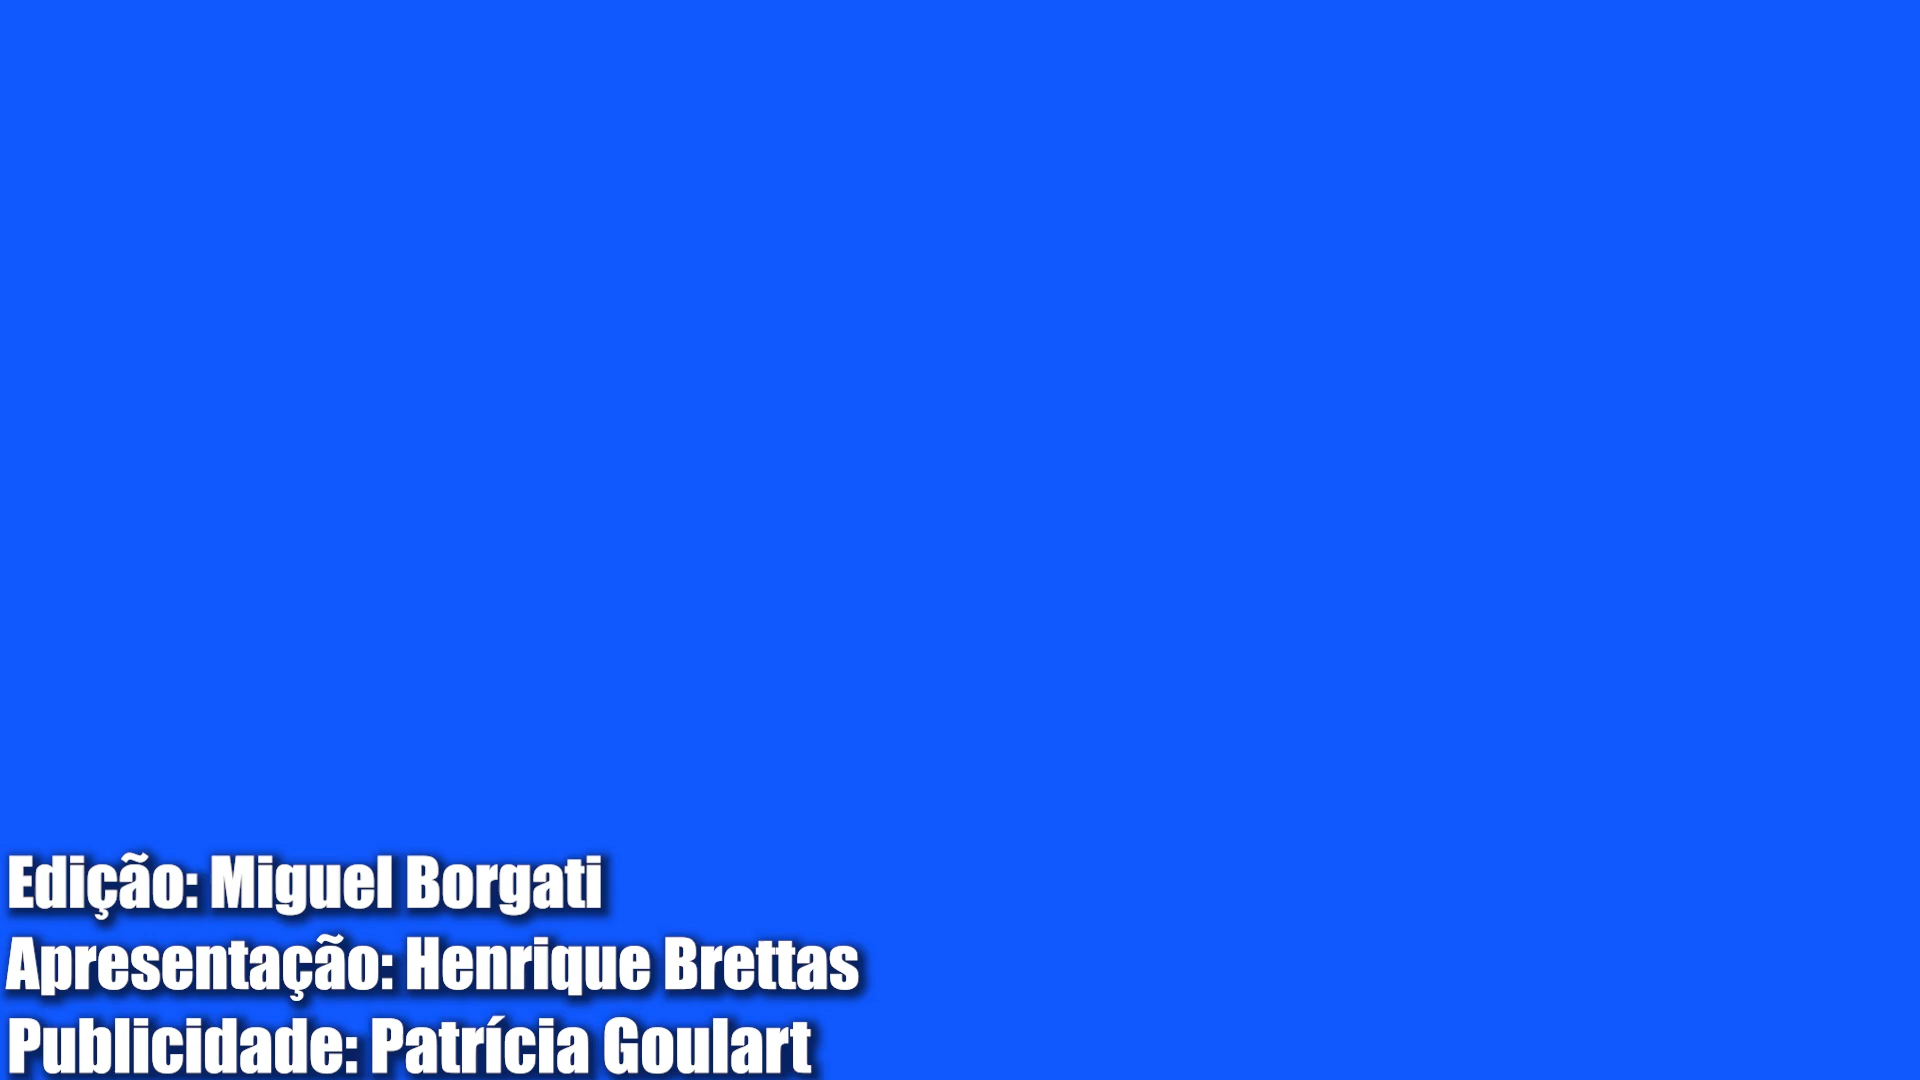 Edição: Miguel Borgati
Apresentação: Henrique Brettas
Publicidade: Patrícia Goulart